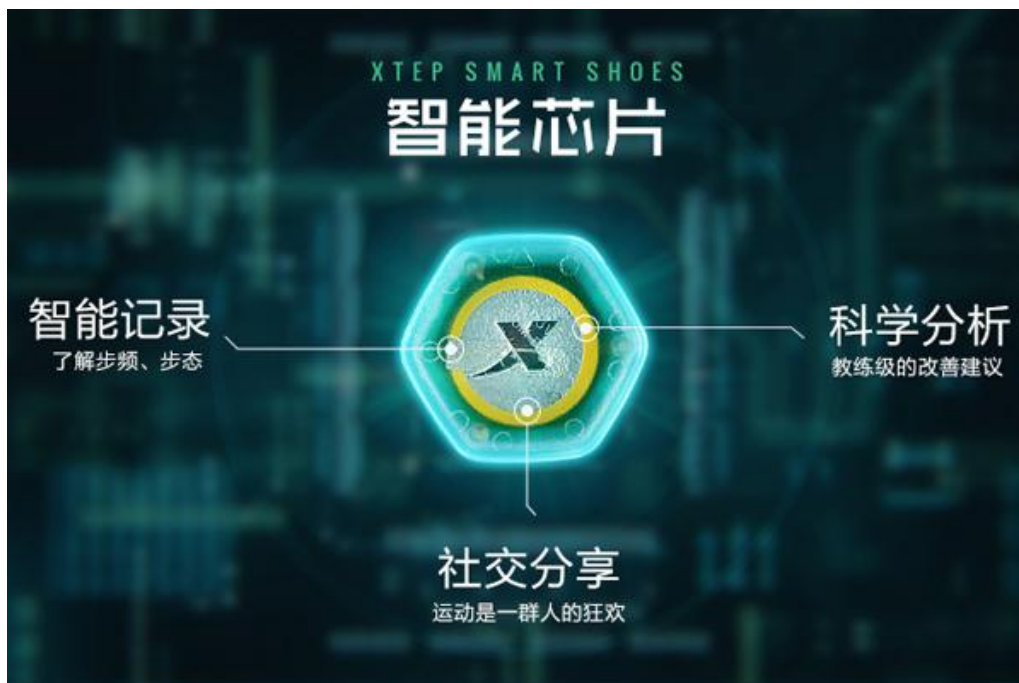 XTEP SMART SHOES
智能芯片
智能记录
了解步频、步态
科学分析
教练级的改善建议
社交分享
运动是一群人的狂欢